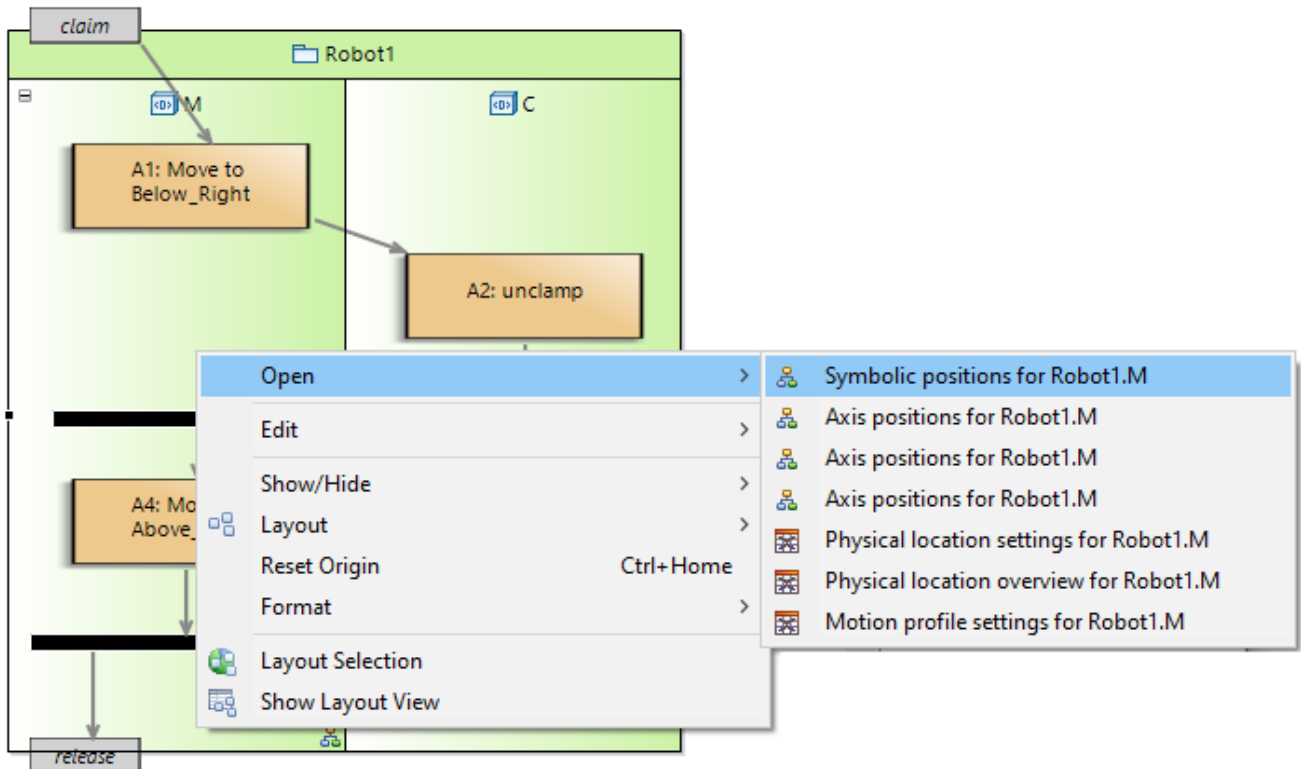 claim
Robot1
M
C
A1: Move to
Below_Right
A2: unclamp
Open
Edit
Show/Hide
Layout
Reset Origin Ctrl+Home
Format
Layout Selection
Show Layout View
Symbolic positions for Robot1.M
Axis positions for Robot1.M
Axis positions for Robot1.M
Axis positions for Robot1.M
Physical location settings for Robot1.M
Physical location overview for Robot1.M
Motion profile settings for Robot1.M
A4: Mo
Above_
release